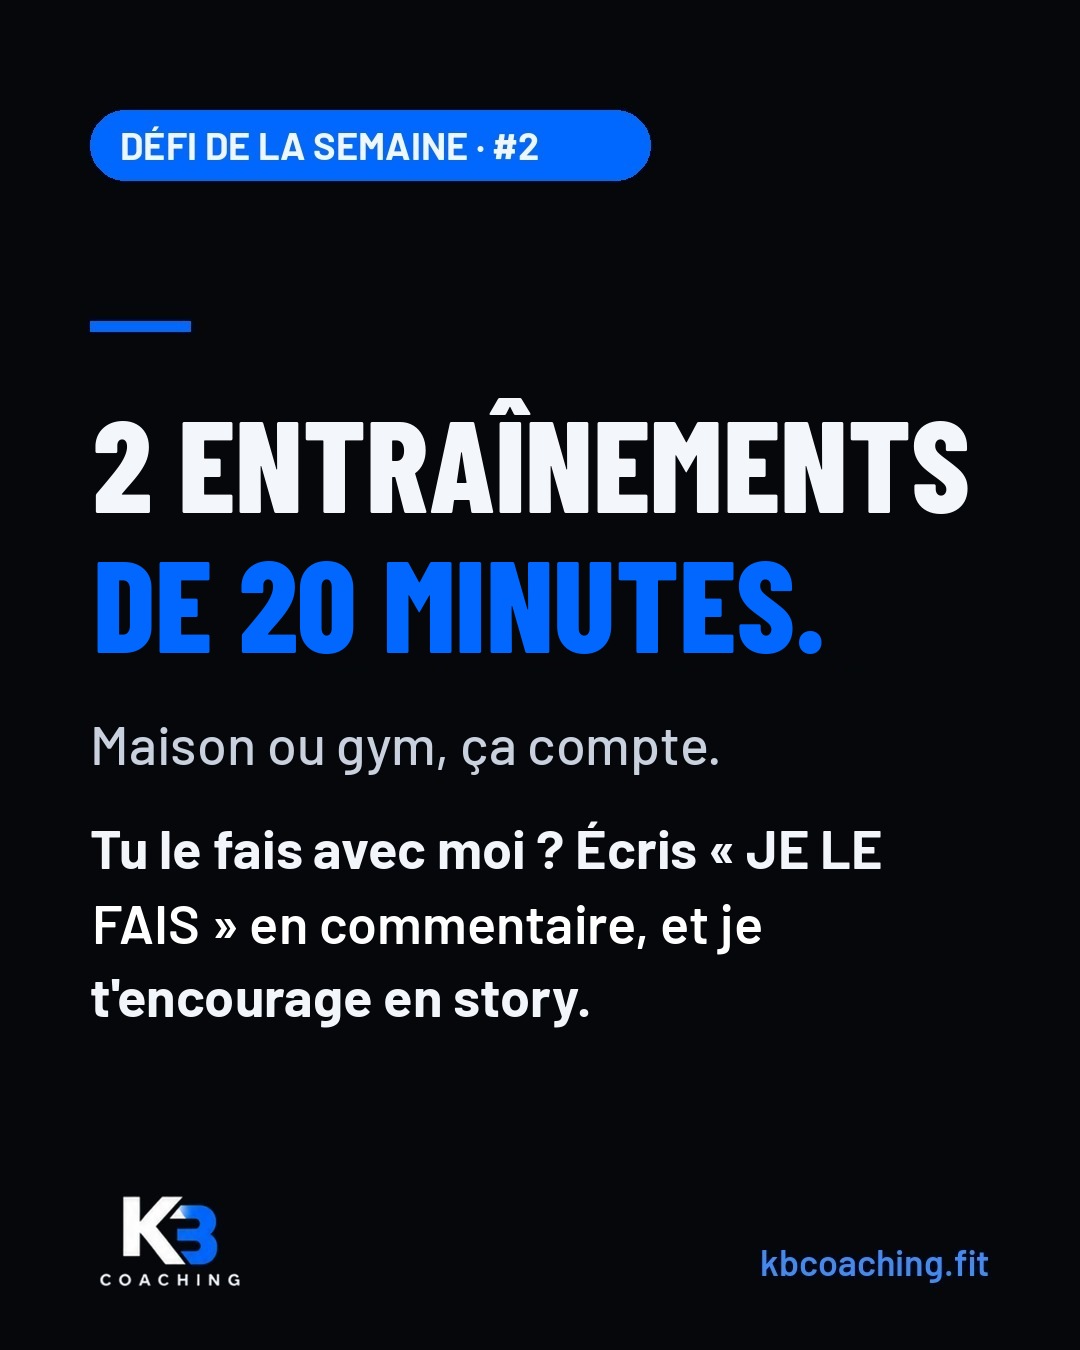 DÉFI DE LA SEMAINE · #2
2 ENTRAÎNEMENTS
DE 20 MINUTES.
Maison ou gym, ça compte.
Tu le fais avec moi ? Écris « JE LE
FAIS » en commentaire, et je
t'encourage en story.
KB
COACHING
kbcoaching.fit